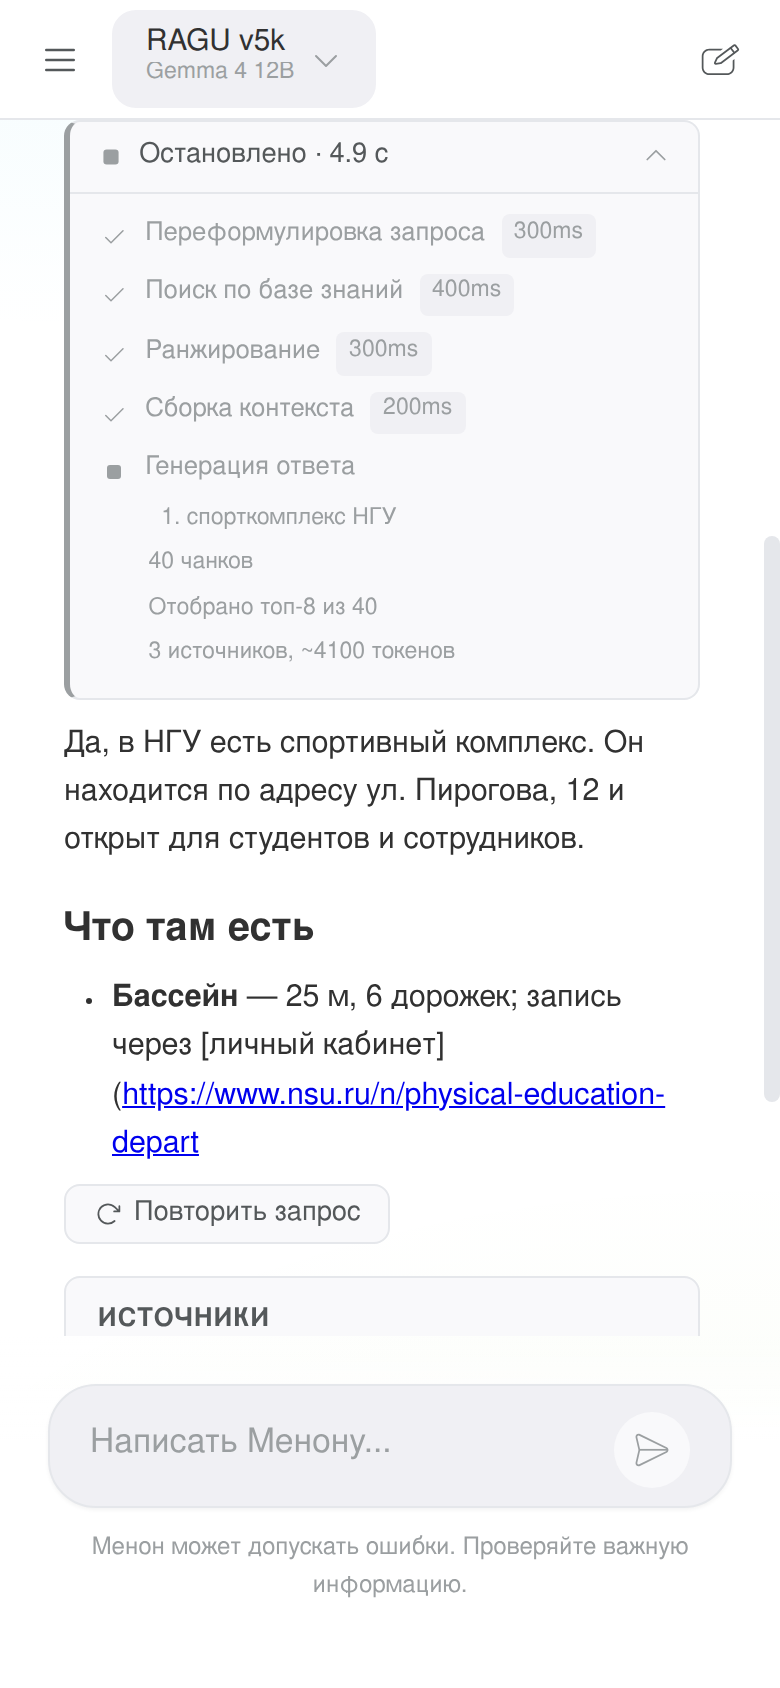 RAGU v5k
Gemma 4 12B
Остановлено · 4.9 с
Переформулировка запроса 300ms
Поиск по базе знаний 400ms
Ранжирование 300ms
Сборка контекста 200ms
Генерация ответа
1. спорткомплекс НГУ
40 чанков
Отобрано топ-8 из 40
3 источников, ~4100 токенов
Да, в НГУ есть спортивный комплекс. Он
находится по адресу ул. Пирогова, 12 и
открыт для студентов и сотрудников.
Что там есть
• Бассейн — 25 м, 6 дорожек; запись
через [личный кабинет]
(https://www.nsu.ru/n/physical-education-
depart
Повторить запрос
источники
Написать Менону...
Менон может допускать ошибки. Проверяйте важную
информацию.